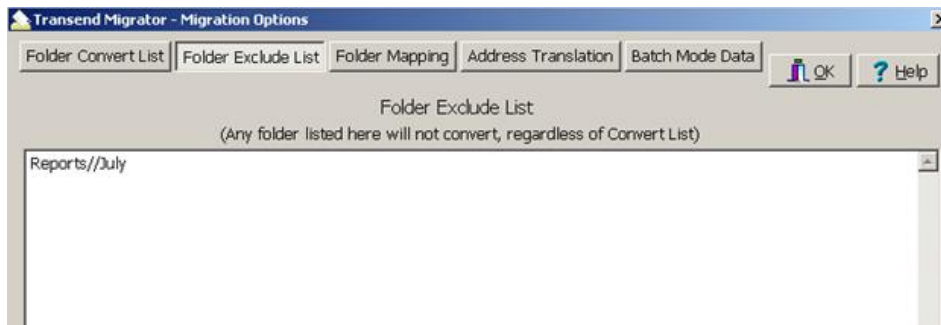 Transend Migrator - Migration Options
Folder Convert List Folder Exclude List Folder Mapping Address Translation Batch Mode Data OK ? Help
Folder Exclude List
(Any folder listed here will not convert, regardless of Convert List)
Reports//July